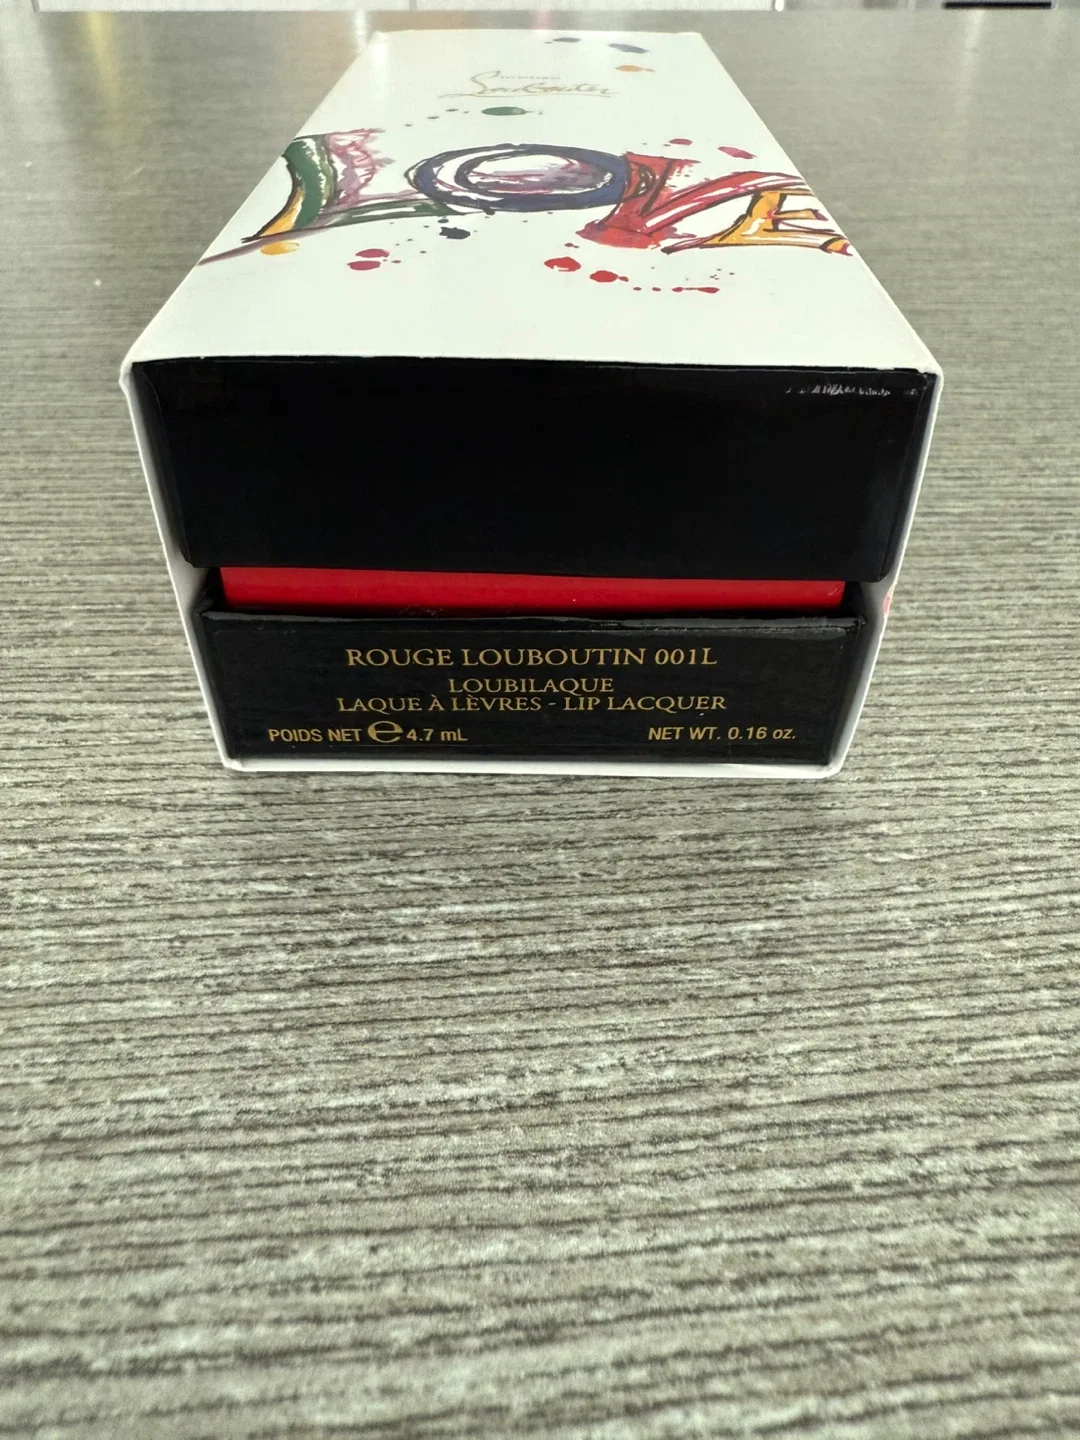 Louboutin
LOVE
ROUGE LOUBOUTIN 001L
LOUBILAQUE
LAQUE À LÈVRES - LIP LACQUER
POIDS NET ℮ 4.7 mL NET WT. 0.16 oz.